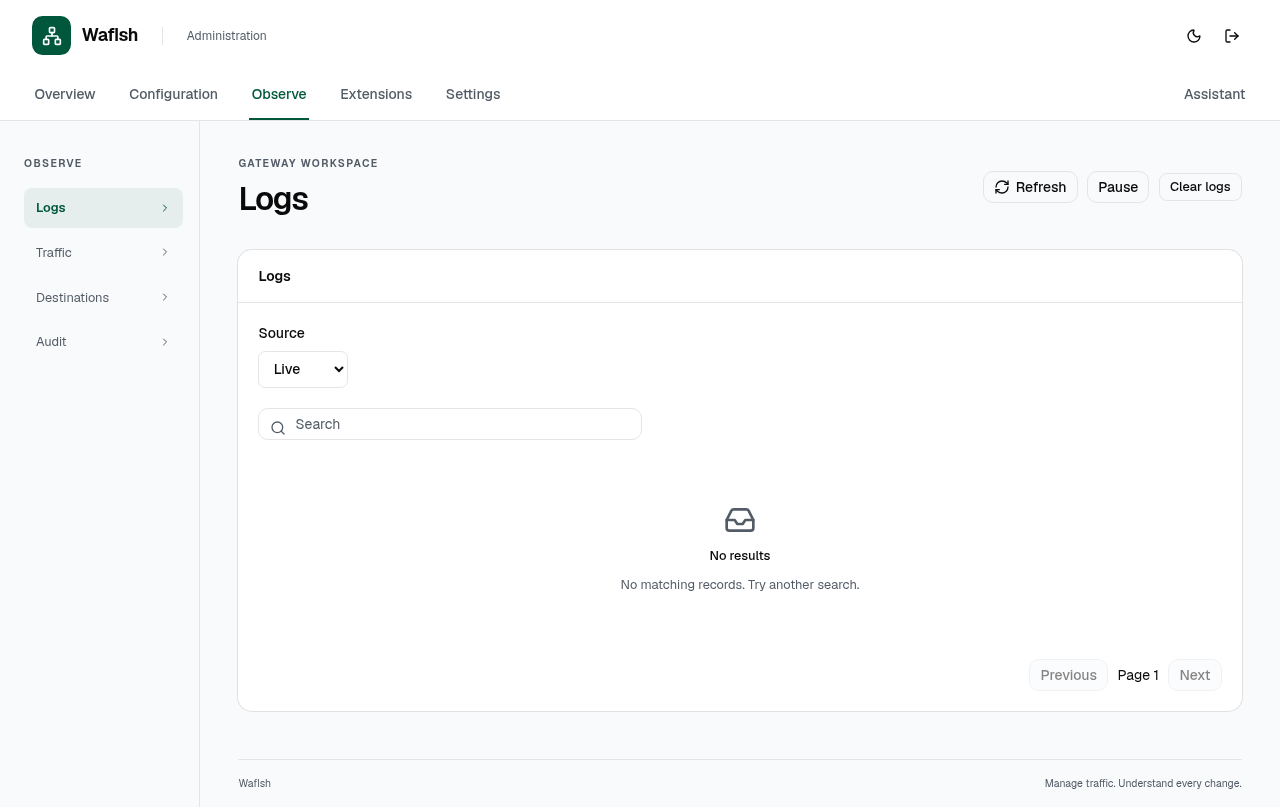 Wafish
Administration
Overview
Configuration
Observe
Extensions
Settings
Assistant
OBSERVE
Logs
Traffic
Destinations
Audit
GATEWAY WORKSPACE
Logs
Refresh
Pause
Clear logs
Logs
Source
Live
Search
No results
No matching records. Try another search.
Previous
Page 1
Next
Wafish
Manage traffic. Understand every change.